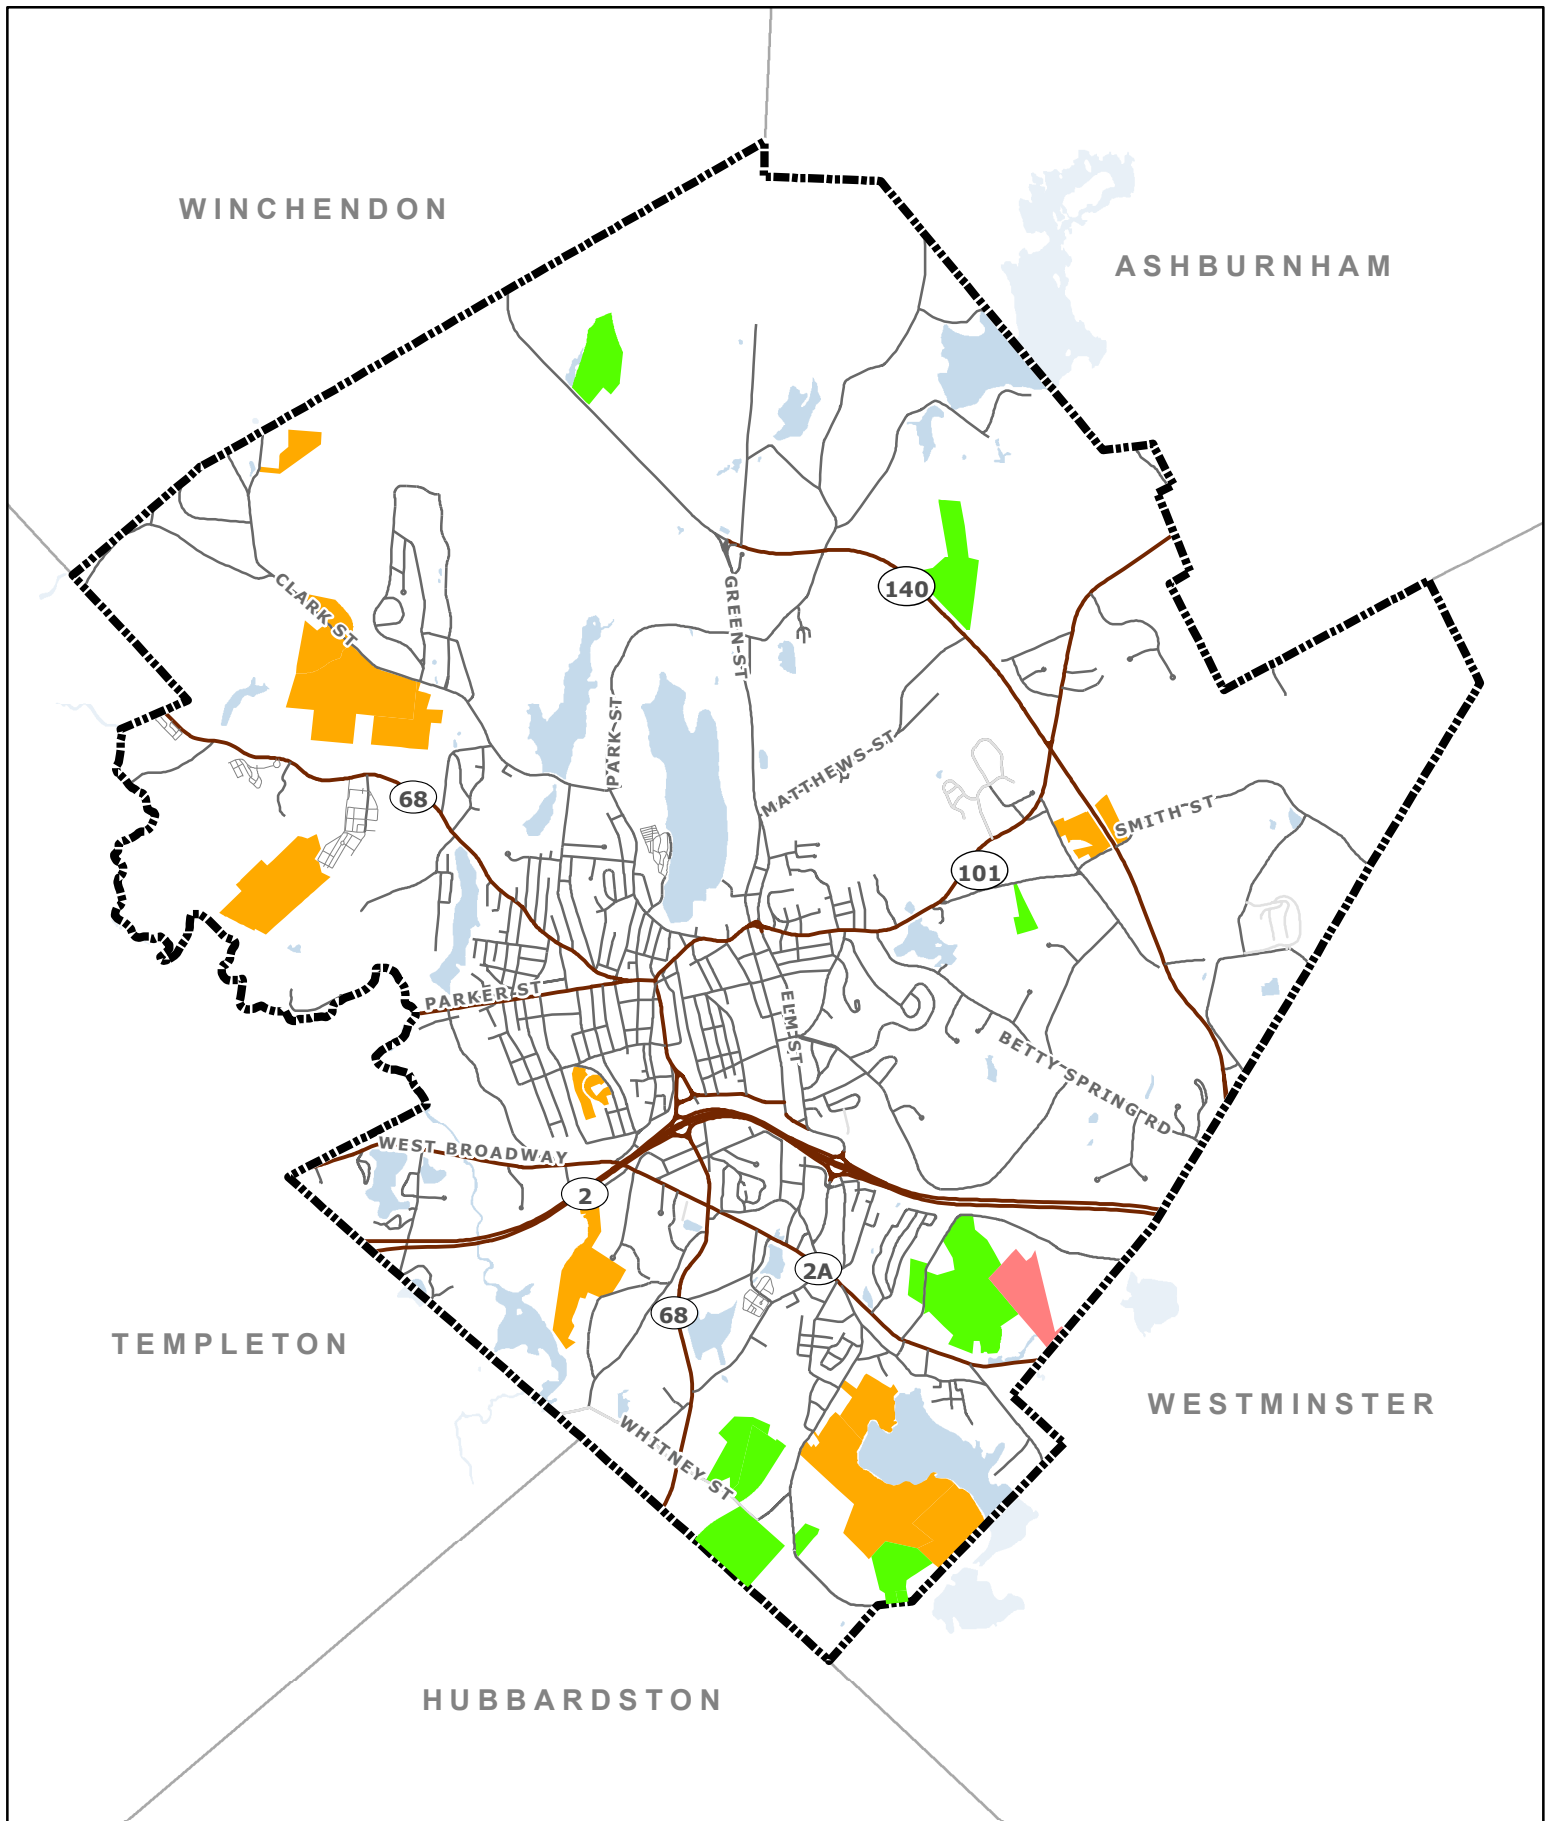 WINCHENDON
ASHBURNHAM
CLARK ST
GREEN ST
140
PARK ST
MATTHEWS ST
68
SMITH ST
101
PARKER ST
ELM ST
BETTY SPRING RD
WEST BROADWAY
2
2A
68
TEMPLETON
WESTMINSTER
WHITNEY ST
HUBBARDSTON